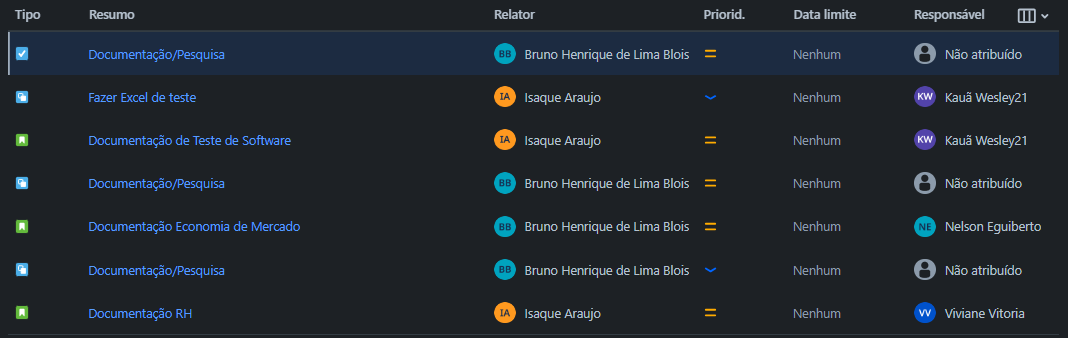 Tipo Resumo Relator Priorid. Data limite Responsável
Documentação/Pesquisa BB Bruno Henrique de Lima Blois Nenhum Não atribuído
Fazer Excel de teste IA Isaque Araujo Nenhum KW Kauã Wesley21
Documentação de Teste de Software IA Isaque Araujo Nenhum KW Kauã Wesley21
Documentação/Pesquisa BB Bruno Henrique de Lima Blois Nenhum Não atribuído
Documentação Economia de Mercado BB Bruno Henrique de Lima Blois Nenhum NE Nelson Eguiberto
Documentação/Pesquisa BB Bruno Henrique de Lima Blois Nenhum Não atribuído
Documentação RH IA Isaque Araujo Nenhum VV Viviane Vitoria